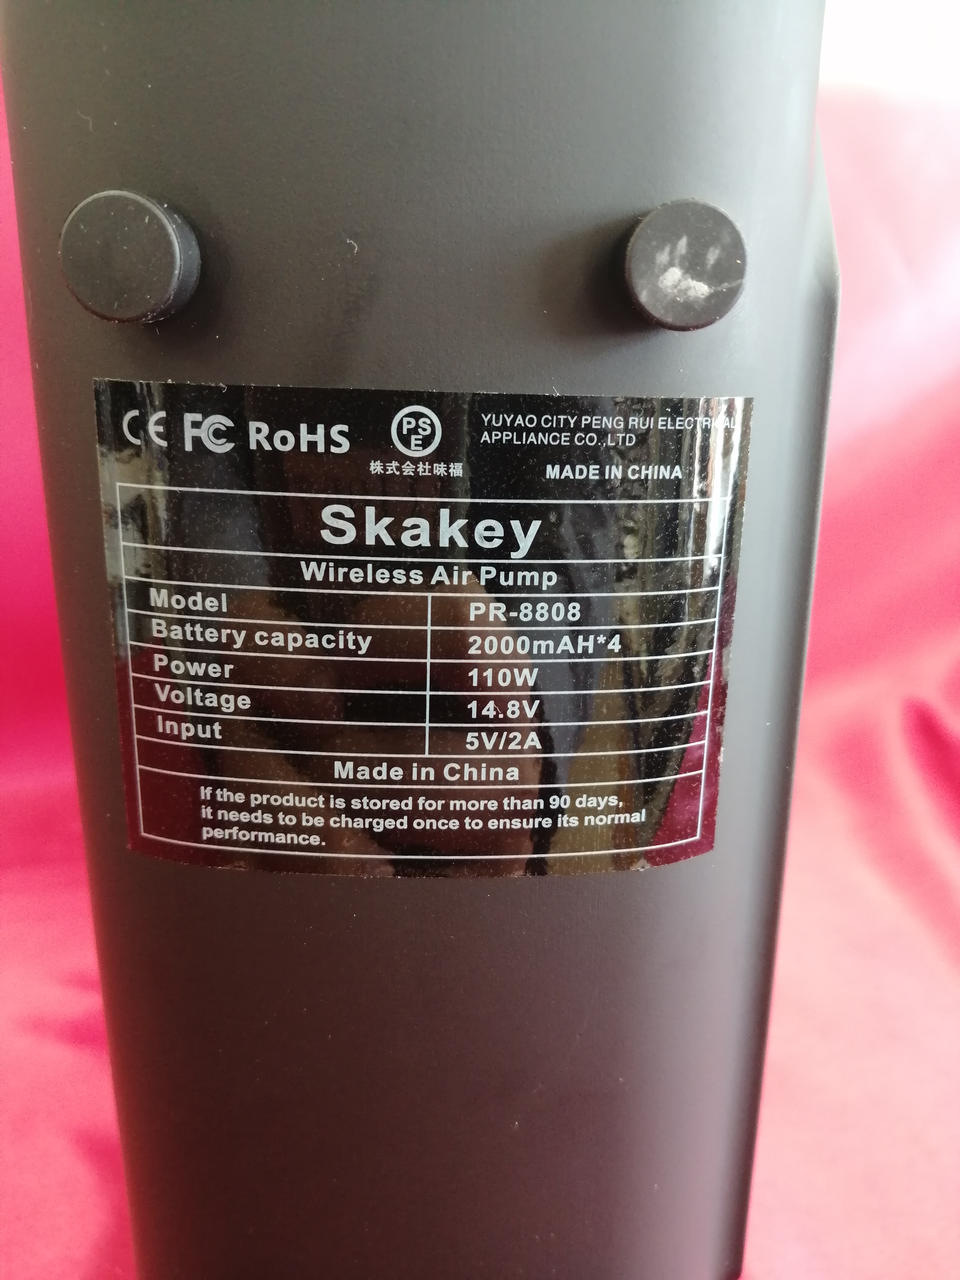 CE FC RoHS PSE
株式会社味福
YUYAO CITY PENG RUI ELECTRICAL
APPLIANCE CO.,LTD
MADE IN CHINA
Skakey
Wireless Air Pump
Model PR-8808
Battery capacity 2000mAH*4
Power 110W
Voltage 14.8V
Input 5V/2A
Made in China
If the product is stored for more than 90 days,
it needs to be charged once to ensure its normal
performance.